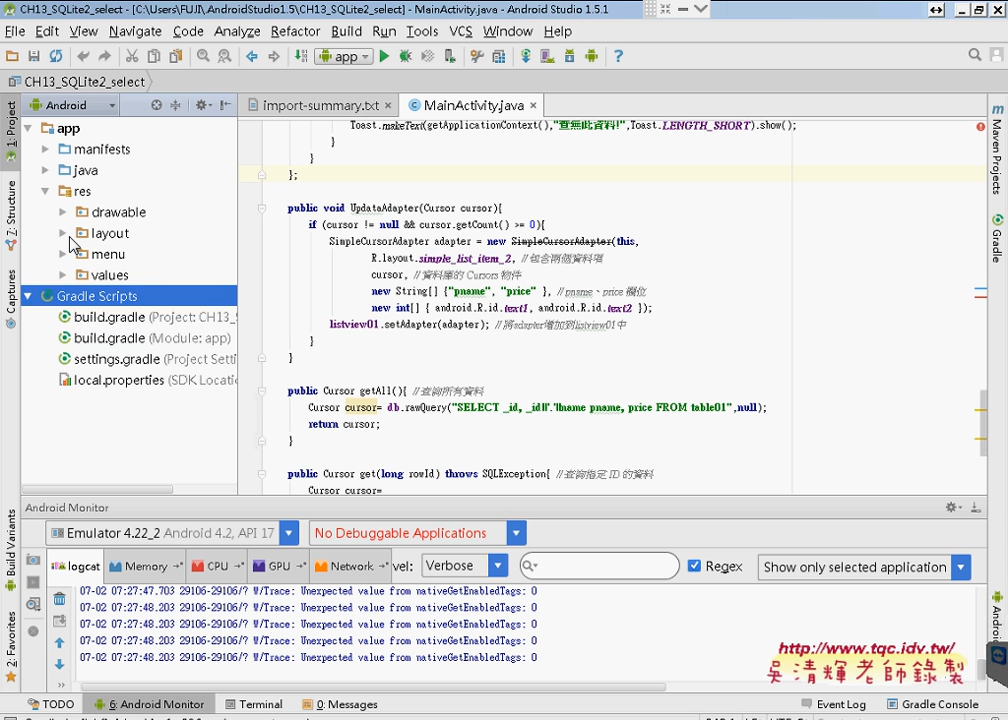 CH13_SQLite2_select - [C:\Users\FUJI\.AndroidStudio1.5\CH13_SQLite2_select] - MainActivity.java - Android Studio 1.5.1
File Edit View Navigate Code Analyze Refactor Build Run Tools VCS Window Help
app
CH13_SQLite2_select
Android
import-summary.txt
MainActivity.java
1: Project
Z: Structure
Captures
Build Variants
2: Favorites
Maven Projects
Gradle
app
manifests
java
res
drawable
layout
menu
values
Gradle Scripts
build.gradle (Project: CH13_
build.gradle (Module: app)
settings.gradle (Project Setti
local.properties (SDK Locatio
Toast.makeText(getApplicationContext(),"查無此資料!",Toast.LENGTH_SHORT).show();
}
}
};
public void UpdataAdapter(Cursor cursor){
if (cursor != null && cursor.getCount() >= 0){
SimpleCursorAdapter adapter = new SimpleCursorAdapter(this,
R.layout.simple_list_item_2, //包含兩個資料項
cursor, //資料庫的 Cursors 物件
new String[] {"pname", "price" }, //pname、price 欄位
new int[] { android.R.id.text1, android.R.id.text2 });
listview01.setAdapter(adapter); //將adapter增加到listview01中
}
}
public Cursor getAll(){ //查詢所有資料
Cursor cursor= db.rawQuery("SELECT _id, _id||'.'||name pname, price FROM table01",null);
return cursor;
}
public Cursor get(long rowId) throws SQLException{ //查詢指定 ID 的資料
Cursor cursor=
Android Monitor
Emulator 4.22_2 Android 4.2, API 17
No Debuggable Applications
logcat
Memory
CPU
GPU
Network
vel:
Verbose
Regex
Show only selected application
07-02 07:27:47.703 29106-29106/? W/Trace: Unexpected value from nativeGetEnabledTags: 0
07-02 07:27:48.203 29106-29106/? W/Trace: Unexpected value from nativeGetEnabledTags: 0
07-02 07:27:48.203 29106-29106/? W/Trace: Unexpected value from nativeGetEnabledTags: 0
07-02 07:27:48.203 29106-29106/? W/Trace: Unexpected value from nativeGetEnabledTags: 0
07-02 07:27:48.203 29106-29106/? W/Trace: Unexpected value from nativeGetEnabledTags: 0
http://www.tqc.idv.tw/
吳清輝老師錄製
TODO
6: Android Monitor
Terminal
0: Messages
Event Log
Gradle Console